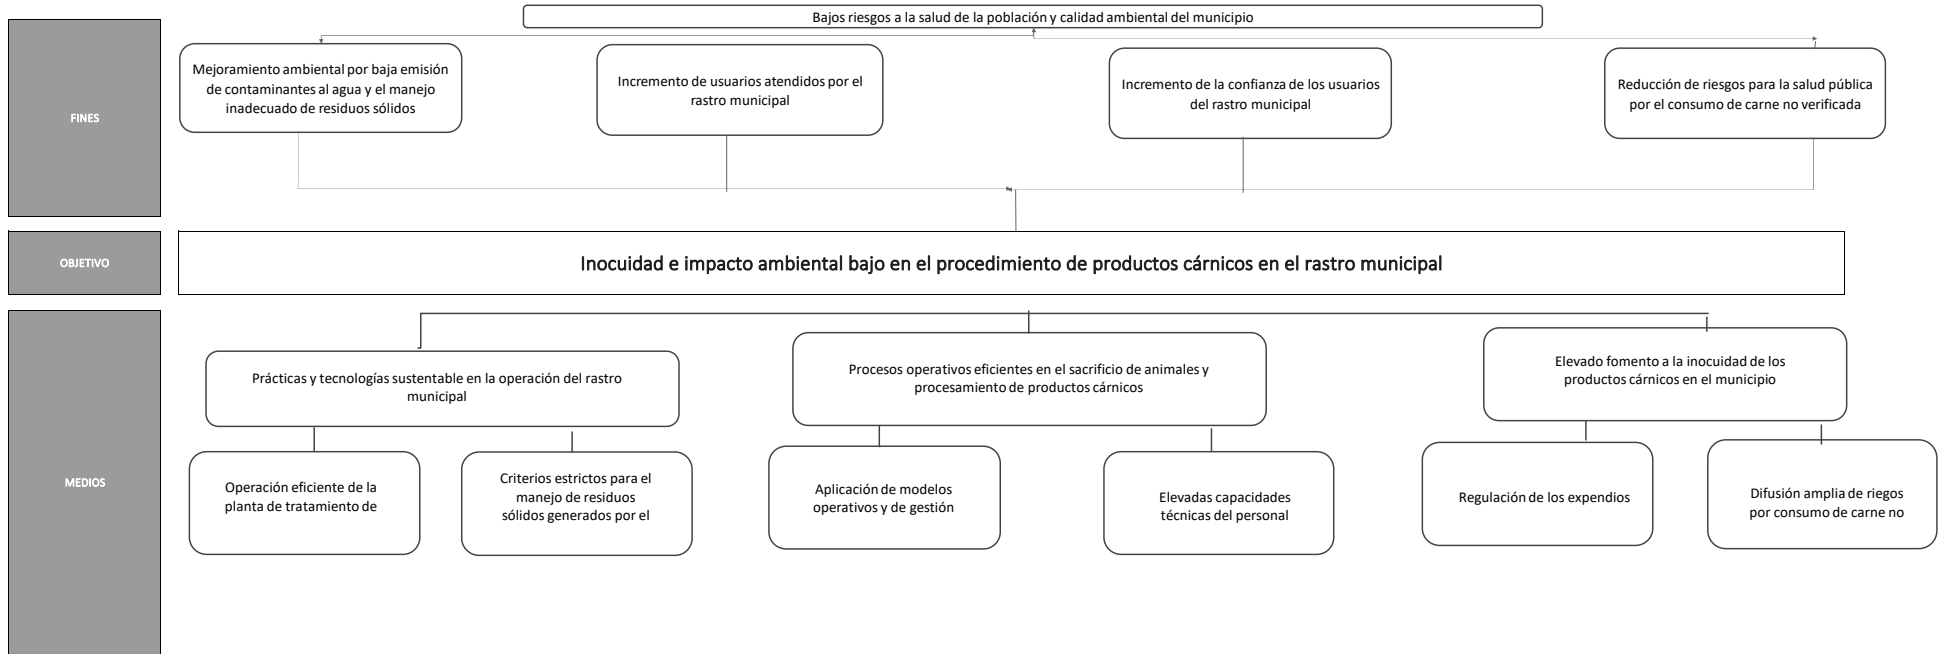 Bajos riesgos a la salud de la población y calidad ambiental del municipio
FINES
Mejoramiento ambiental por baja emisión
de contaminantes al agua y el manejo
inadecuado de residuos sólidos
Incremento de usuarios atendidos por el
rastro municipal
Incremento de la confianza de los usuarios
del rastro municipal
Reducción de riesgos para la salud pública
por el consumo de carne no verificada
OBJETIVO
Inocuidad e impacto ambiental bajo en el procedimiento de productos cárnicos en el rastro municipal
MEDIOS
Prácticas y tecnologías sustentable en la operación del rastro
municipal
Procesos operativos eficientes en el sacrificio de animales y
procesamiento de productos cárnicos
Elevado fomento a la inocuidad de los
productos cárnicos en el municipio
Operación eficiente de la
planta de tratamiento de
Criterios estrictos para el
manejo de residuos
sólidos generados por el
Aplicación de modelos
operativos y de gestión
Elevadas capacidades
técnicas del personal
Regulación de los expendios
Difusión amplia de riegos
por consumo de carne no